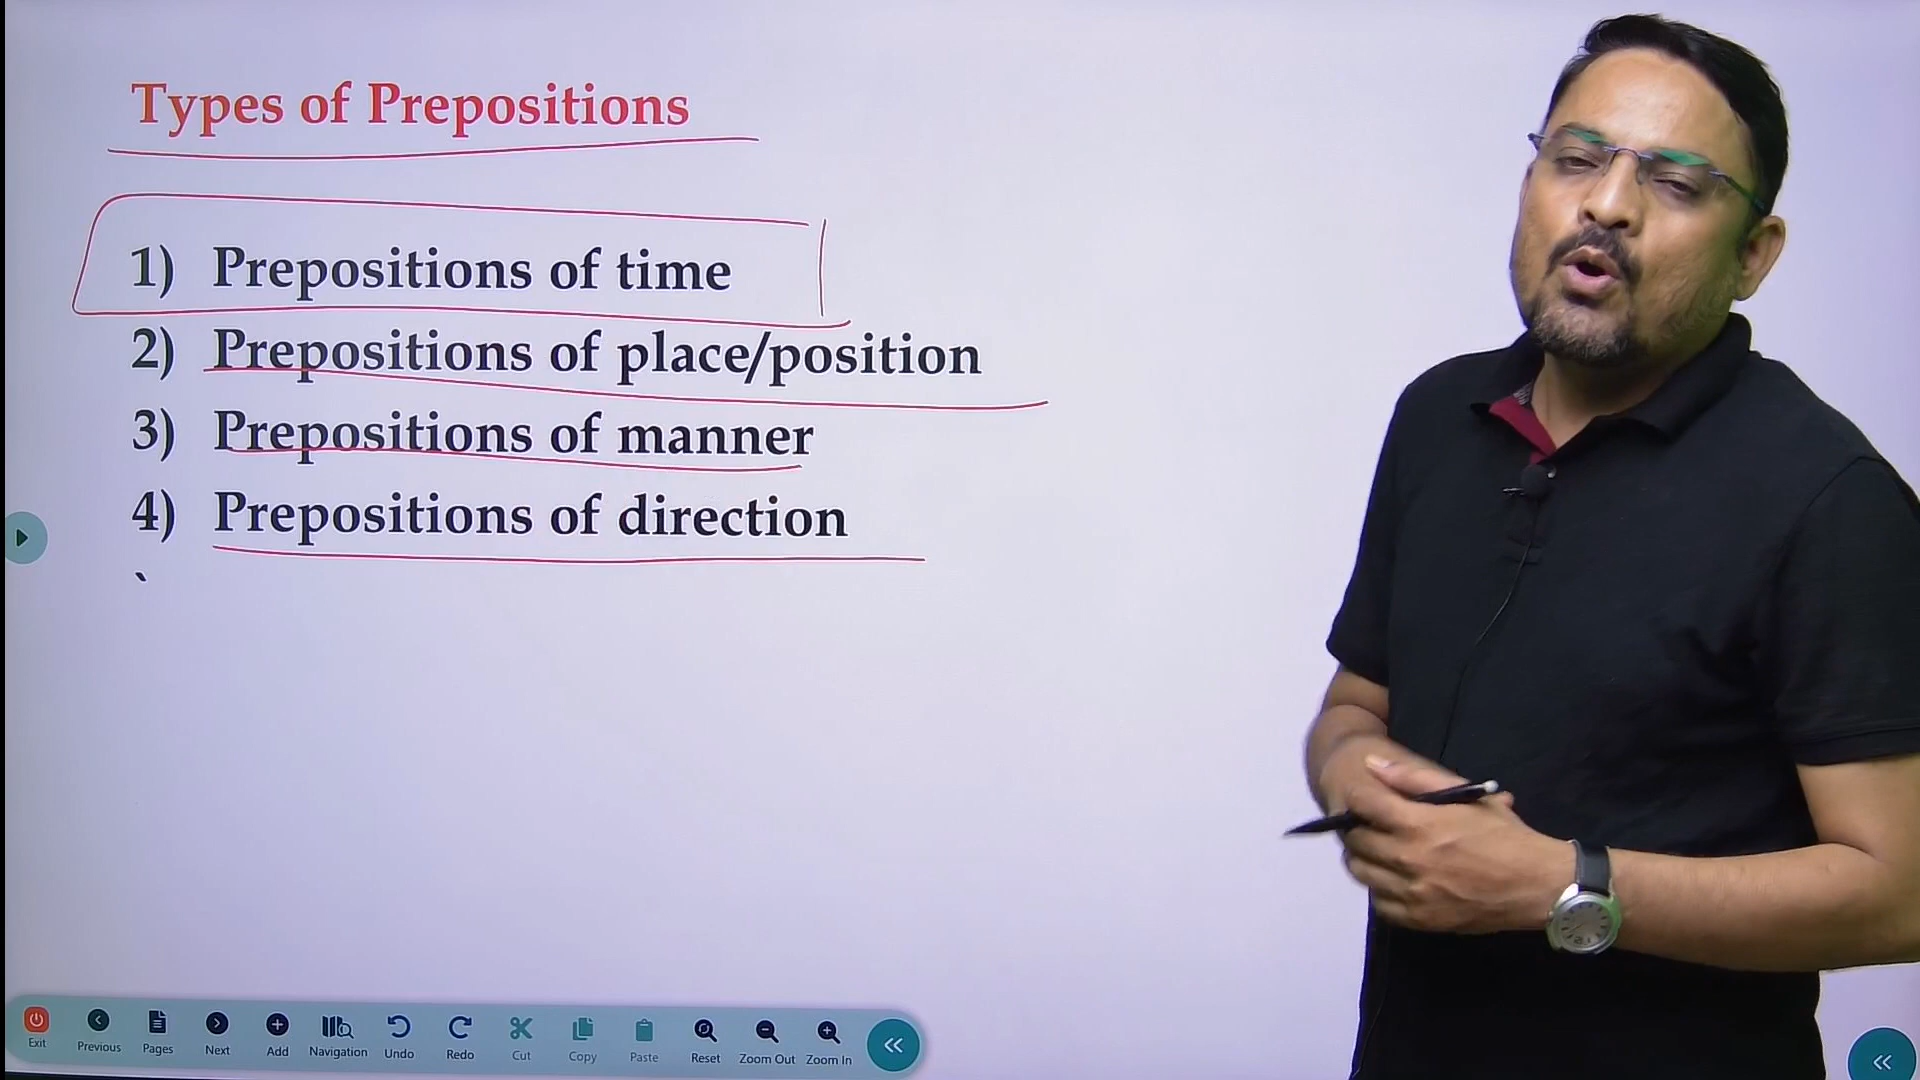 Types of Prepositions
1) Prepositions of time
2) Prepositions of place/position
3) Prepositions of manner
4) Prepositions of direction
Exit Previous Pages Next Add Navigation Undo Redo Cut Copy Paste Reset Zoom Out Zoom In